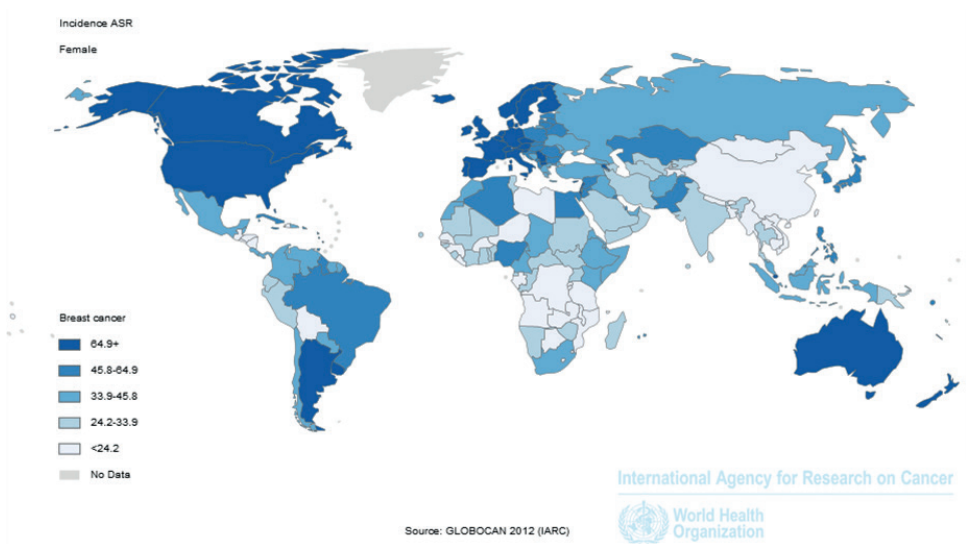 Incidence ASR
Female
Breast cancer
64.9+
45.8-64.9
33.9-45.8
24.2-33.9
<24.2
No Data
International Agency for Research on Cancer
World Health
Organization
Source: GLOBOCAN 2012 (IARC)